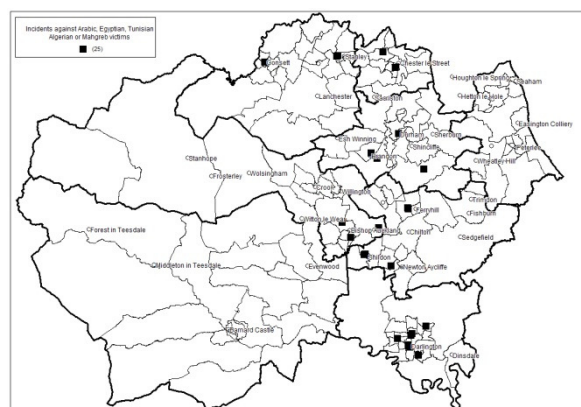 Incidents against Arabic, Egyptian, Tunisian
Algerian or Mahgreb victims
(25)
Consett
Stanley
Chester le Street
Houghton le Spring
Seaham
Lanchester
Hetton le Hole
Easington Colliery
Esh Winning
Durham
Sherburn
Brandon
Shincliffe
Peterlee
Stanhope
Wheatley Hill
Frosterley
Wolsingham
Crook
Willington
Trimdon
Ferryhill
Fishburn
Witton le Wear
Forest in Teesdale
Bishop Auckland
Chilton
Sedgefield
Middleton in Teesdale
Evenwood
Shildon
Newton Aycliffe
Barnard Castle
Darlington
Dinsdale